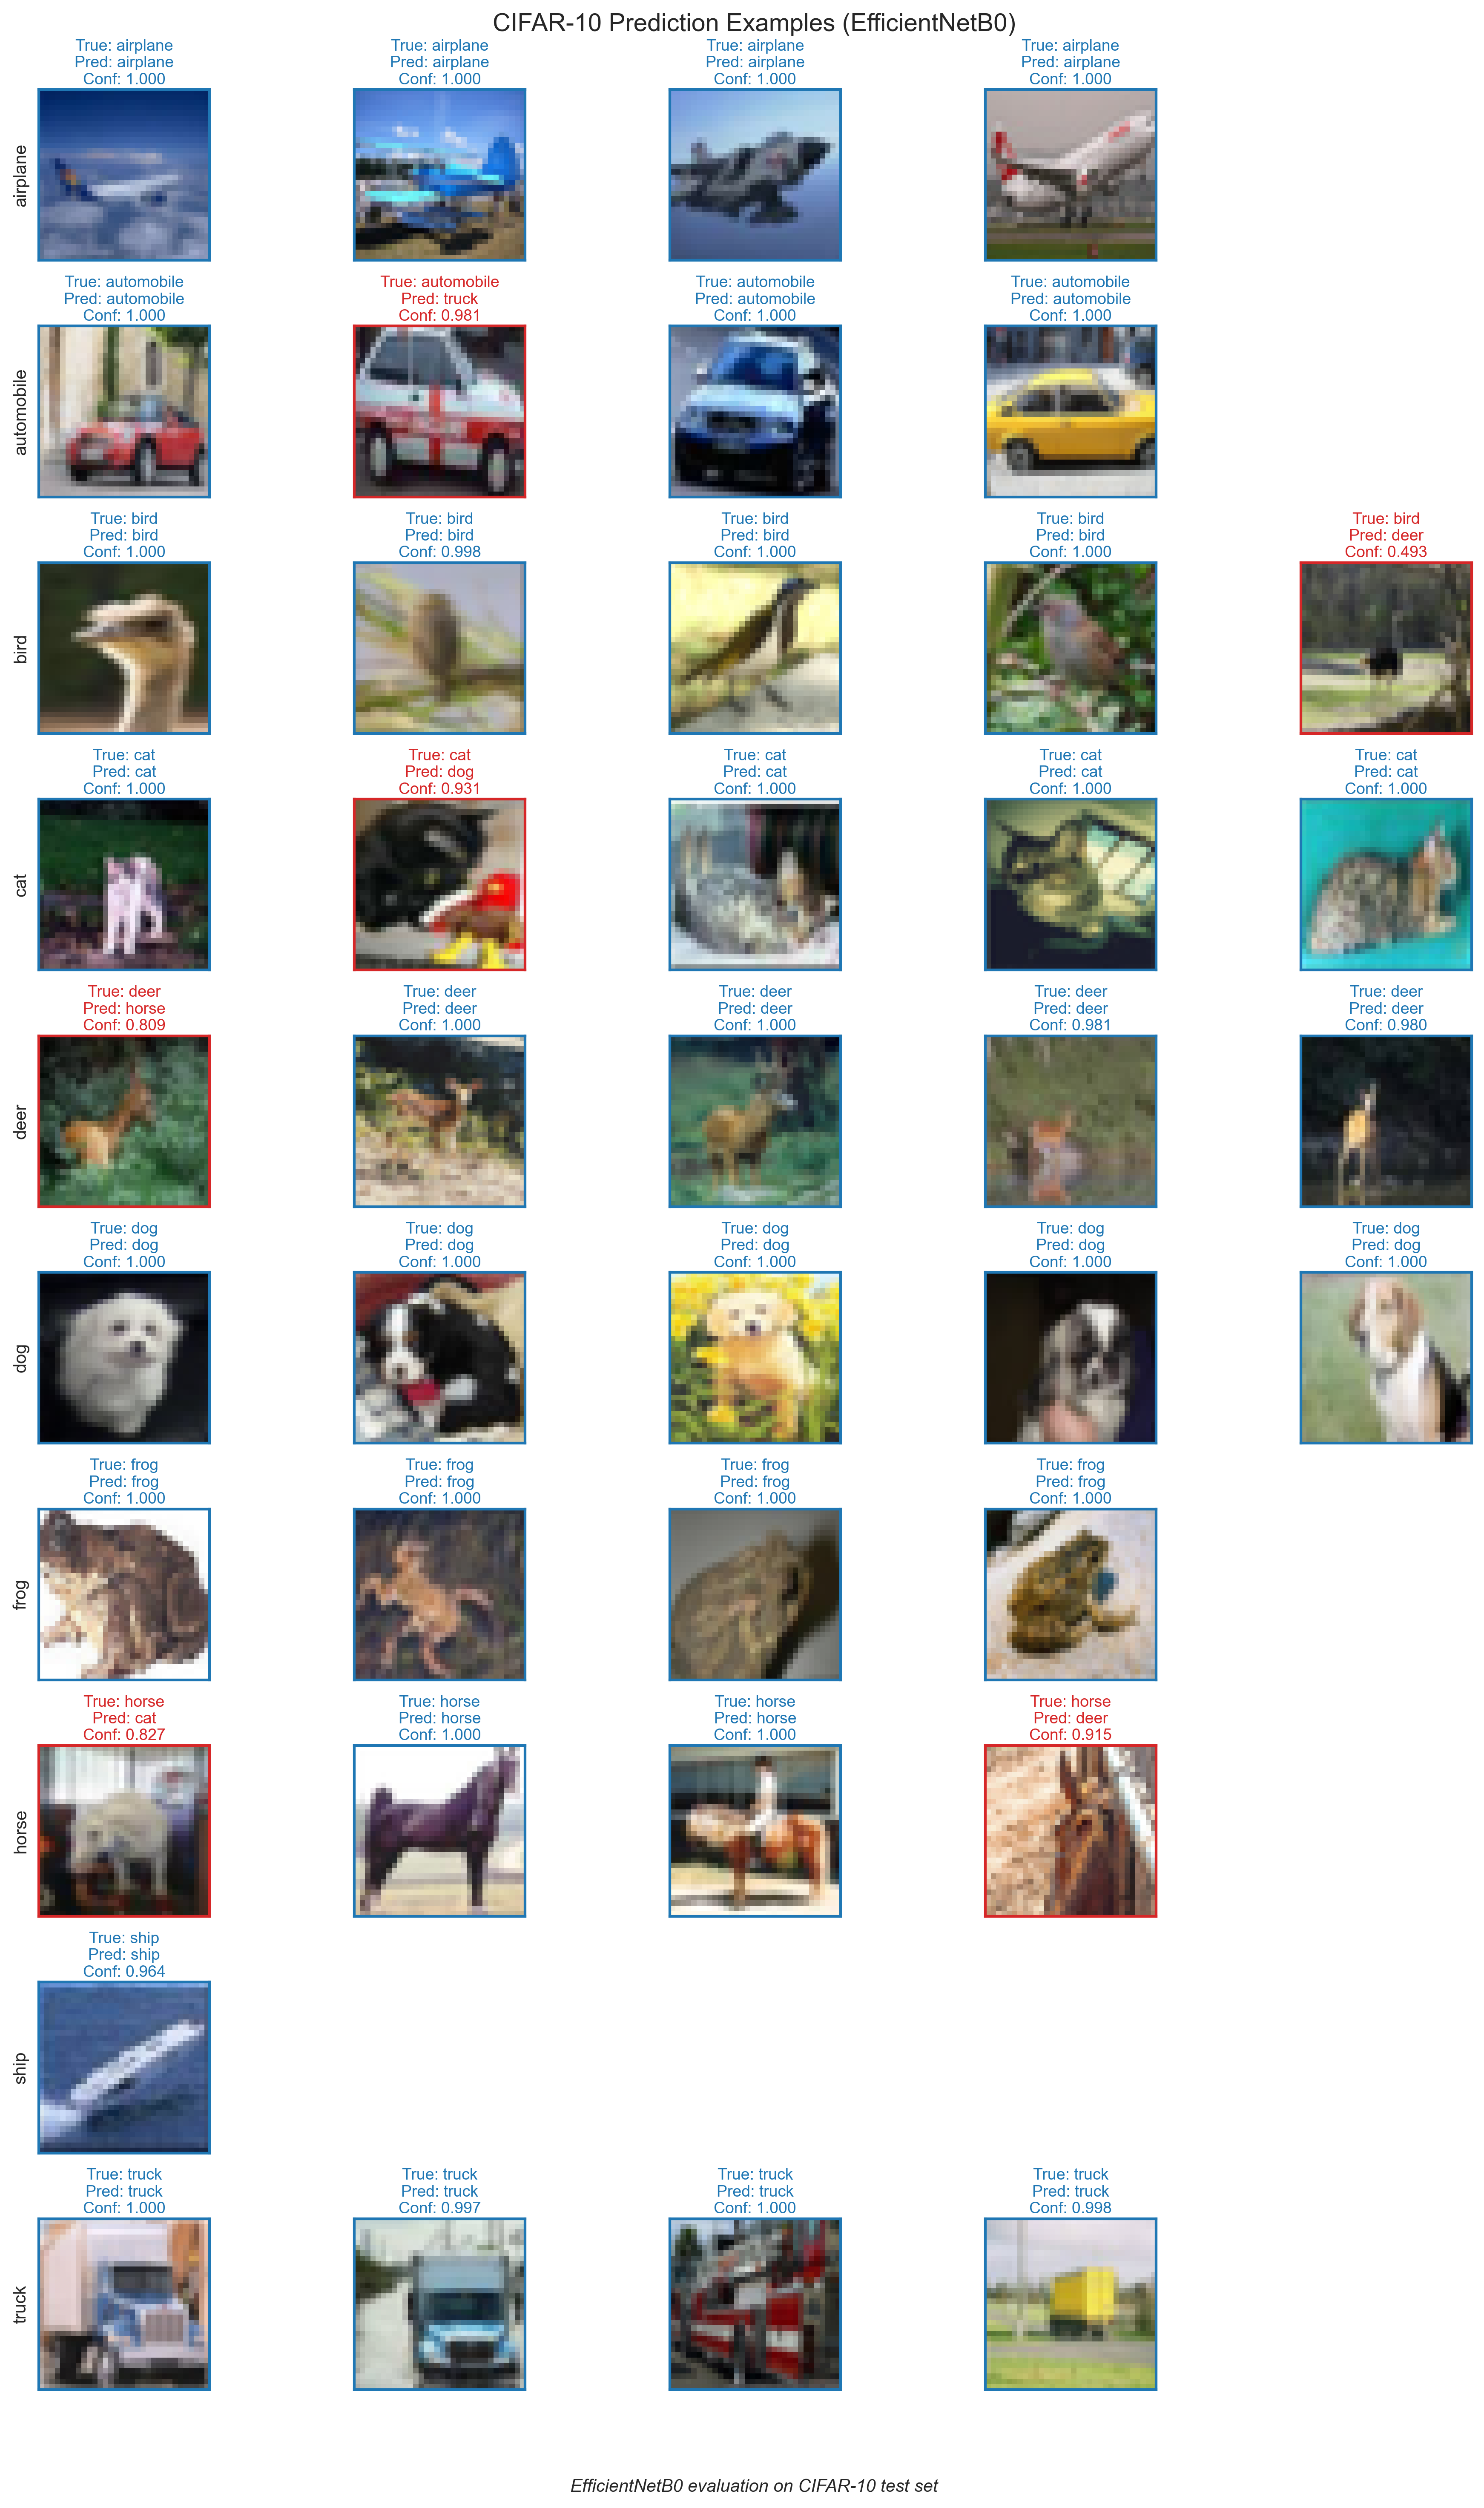 CIFAR-10 Prediction Examples (EfficientNetB0)
True: airplane
Pred: airplane
Conf: 1.000
True: airplane
Pred: airplane
Conf: 1.000
True: airplane
Pred: airplane
Conf: 1.000
True: airplane
Pred: airplane
Conf: 1.000
airplane
True: automobile
Pred: automobile
Conf: 1.000
True: automobile
Pred: truck
Conf: 0.981
True: automobile
Pred: automobile
Conf: 1.000
True: automobile
Pred: automobile
Conf: 1.000
automobile
True: bird
Pred: bird
Conf: 1.000
True: bird
Pred: bird
Conf: 0.998
True: bird
Pred: bird
Conf: 1.000
True: bird
Pred: bird
Conf: 1.000
True: bird
Pred: deer
Conf: 0.493
bird
True: cat
Pred: cat
Conf: 1.000
True: cat
Pred: dog
Conf: 0.931
True: cat
Pred: cat
Conf: 1.000
True: cat
Pred: cat
Conf: 1.000
True: cat
Pred: cat
Conf: 1.000
cat
True: deer
Pred: horse
Conf: 0.809
True: deer
Pred: deer
Conf: 1.000
True: deer
Pred: deer
Conf: 1.000
True: deer
Pred: deer
Conf: 0.981
True: deer
Pred: deer
Conf: 0.980
deer
True: dog
Pred: dog
Conf: 1.000
True: dog
Pred: dog
Conf: 1.000
True: dog
Pred: dog
Conf: 1.000
True: dog
Pred: dog
Conf: 1.000
True: dog
Pred: dog
Conf: 1.000
dog
True: frog
Pred: frog
Conf: 1.000
True: frog
Pred: frog
Conf: 1.000
True: frog
Pred: frog
Conf: 1.000
True: frog
Pred: frog
Conf: 1.000
frog
True: horse
Pred: cat
Conf: 0.827
True: horse
Pred: horse
Conf: 1.000
True: horse
Pred: horse
Conf: 1.000
True: horse
Pred: deer
Conf: 0.915
horse
True: ship
Pred: ship
Conf: 0.964
ship
True: truck
Pred: truck
Conf: 1.000
True: truck
Pred: truck
Conf: 0.997
True: truck
Pred: truck
Conf: 1.000
True: truck
Pred: truck
Conf: 0.998
truck
EfficientNetB0 evaluation on CIFAR-10 test set